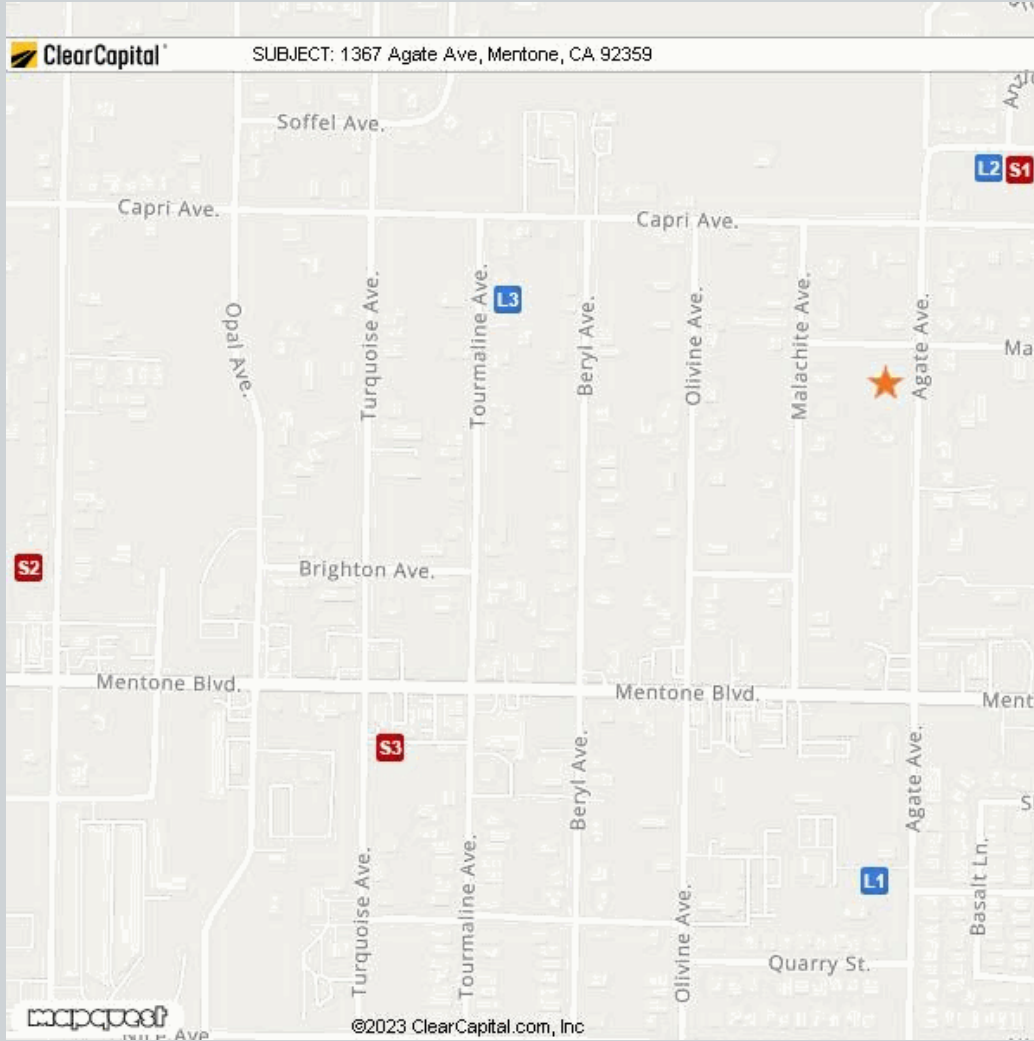 ClearCapital
SUBJECT: 1367 Agate Ave, Mentone, CA 92359
Soffel Ave.
L2
S1
Capri Ave.
Capri Ave.
Opal Ave.
Turquoise Ave.
Tourmaline Ave.
L3
Beryl Ave.
Olivine Ave.
Malachite Ave.
Agate Ave.
Ma
S2
Brighton Ave.
Mentone Blvd.
Mentone Blvd.
Ment
S3
Beryl Ave.
Agate Ave.
Turquoise Ave.
Tourmaline Ave.
Olivine Ave.
L1
Basalt Ln.
Quarry St.
mapquest
©2023 ClearCapital.com, Inc